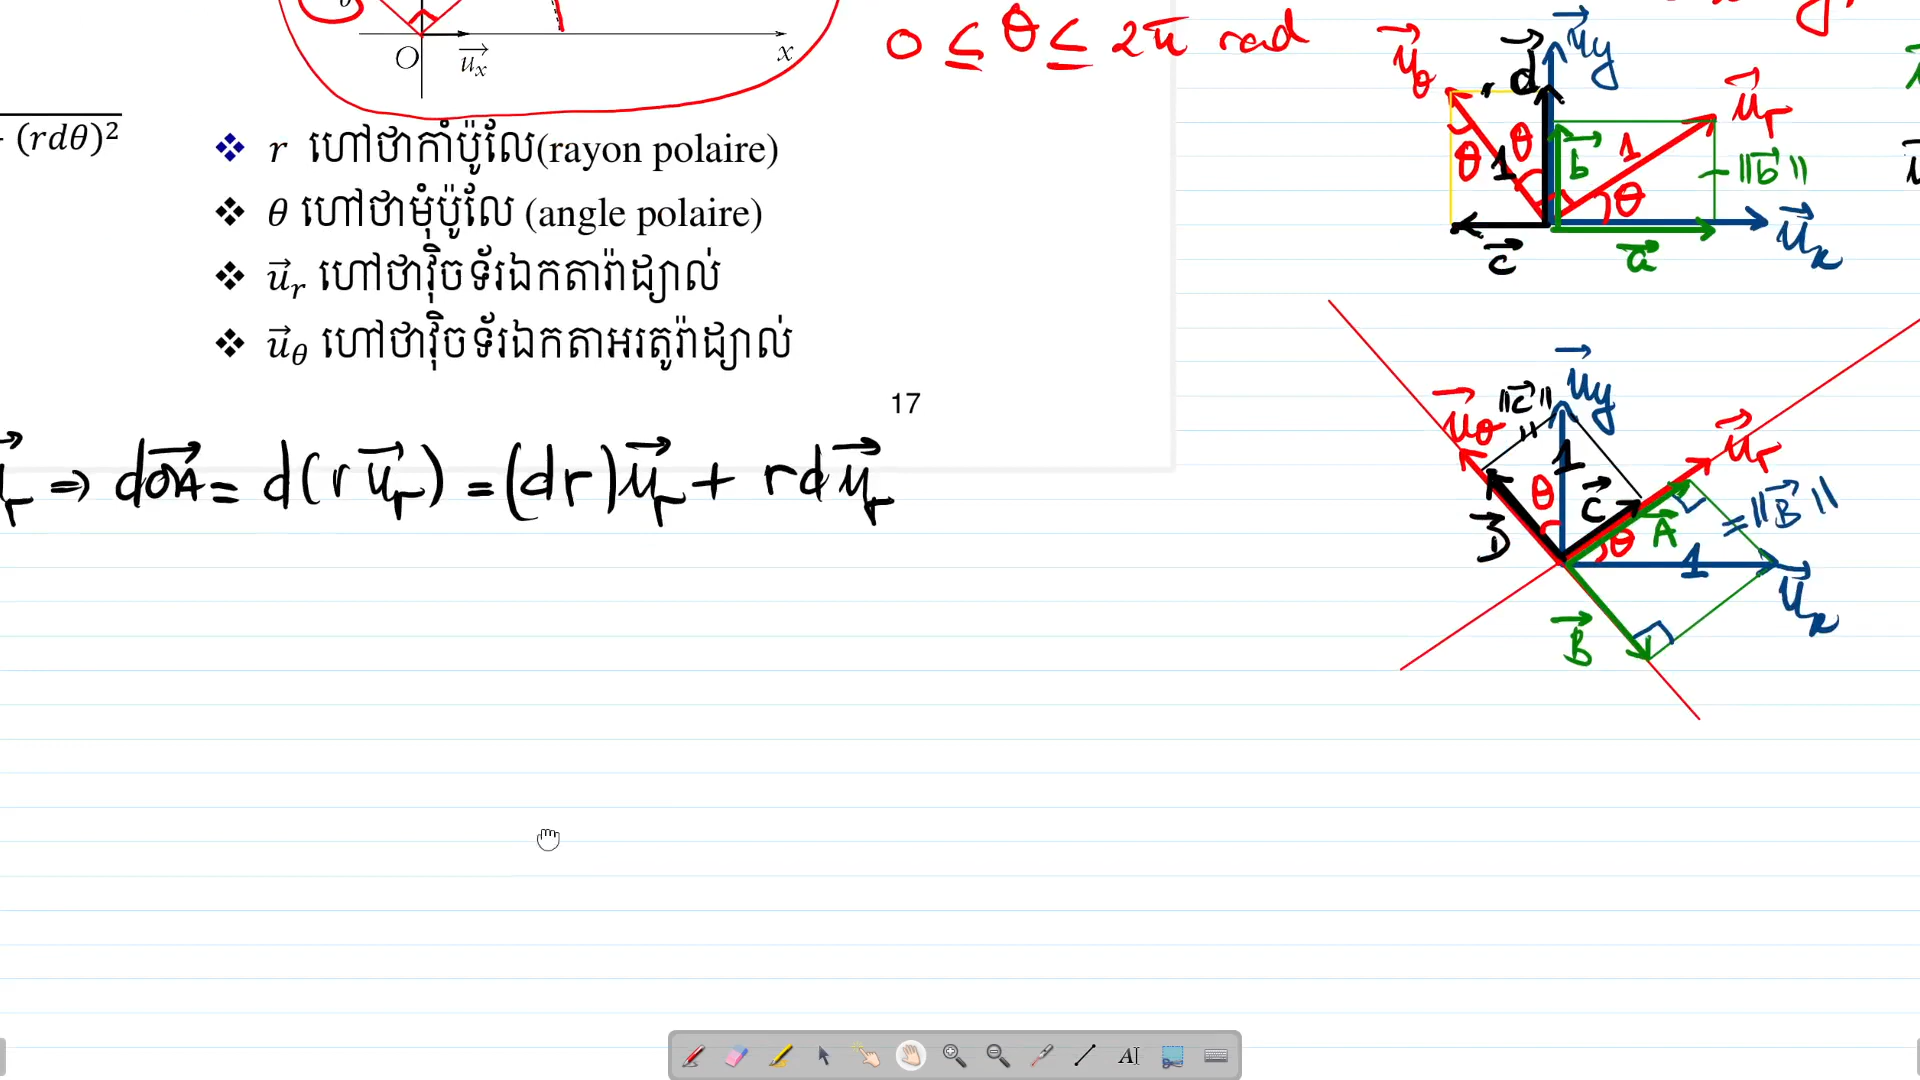 θ
O
u⃗x
x
0 ≤ θ ≤ 2π rad
(rdθ)²
❖ r ហៅថាកាំប៉ូលែ(rayon polaire)
❖ θ ហៅថាមុំប៉ូលែ (angle polaire)
❖ u⃗r ហៅថាវ៉ិចទ័រឯកតារ៉ាដ្យាល់
❖ u⃗θ ហៅថាវ៉ិចទ័រឯកតាអរតូរ៉ាដ្យាល់
17
⇒ dOA⃗ = d(r u⃗r) = (dr)u⃗r + rdu⃗r
u⃗θ
d⃗
u⃗y
u⃗r
θ
1
θ
b⃗
1
||b⃗||
θ
c⃗
a⃗
u⃗x
u⃗θ
||c⃗||
u⃗y
u⃗r
θ
1
C⃗
A⃗
= ||B⃗||
D⃗
θ
1
u⃗x
B⃗